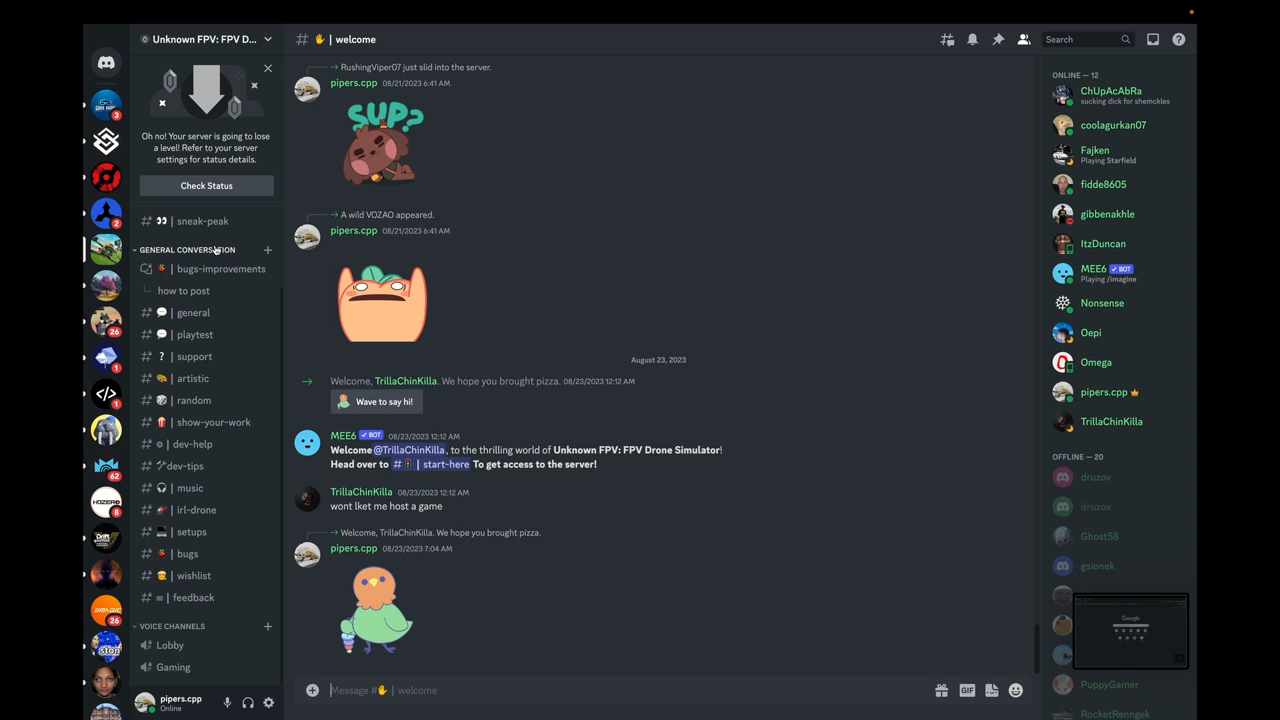 Unknown FPV: FPV D...
Oh no! Your server is going to lose
a level! Refer to your server
settings for status details.
Check Status
sneak-peak
GENERAL CONVERSATION
bugs-improvements
how to post
general
playtest
? | support
artistic
random
show-your-work
dev-help
dev-tips
music
irl-drone
setups
bugs
wishlist
feedback
VOICE CHANNELS
Lobby
Gaming
pipers.cpp
Online
3
2
26
1
1
62
8
26
# ✋ | welcome
Search
RushingViper07 just slid into the server.
pipers.cpp 08/21/2023 6:41 AM
SUP?
A wild VOZAO appeared.
pipers.cpp 08/21/2023 6:41 AM
August 23, 2023
Welcome, TrillaChinKilla. We hope you brought pizza. 08/23/2023 12:12 AM
Wave to say hi!
MEE6 ✓ BOT 08/23/2023 12:12 AM
Welcome @TrillaChinKilla, to the thrilling world of Unknown FPV: FPV Drone Simulator!
Head over to # 🚦 | start-here To get access to the server!
TrillaChinKilla 08/23/2023 12:12 AM
wont lket me host a game
Welcome, TrillaChinKilla. We hope you brought pizza.
pipers.cpp 08/23/2023 7:04 AM
Message #✋ | welcome
GIF
ONLINE — 12
ChUpAcAbRa
sucking dick for shemckles
coolagurkan07
Fajken
Playing Starfield
fidde8605
gibbenakhle
ItzDuncan
MEE6 ✓ BOT
Playing /imagine
Nonsense
Oepi
Omega
pipers.cpp
TrillaChinKilla
OFFLINE — 20
druzov
druzov
Ghost58
gsionek
Google
PuppyGamer
RocketRenngek